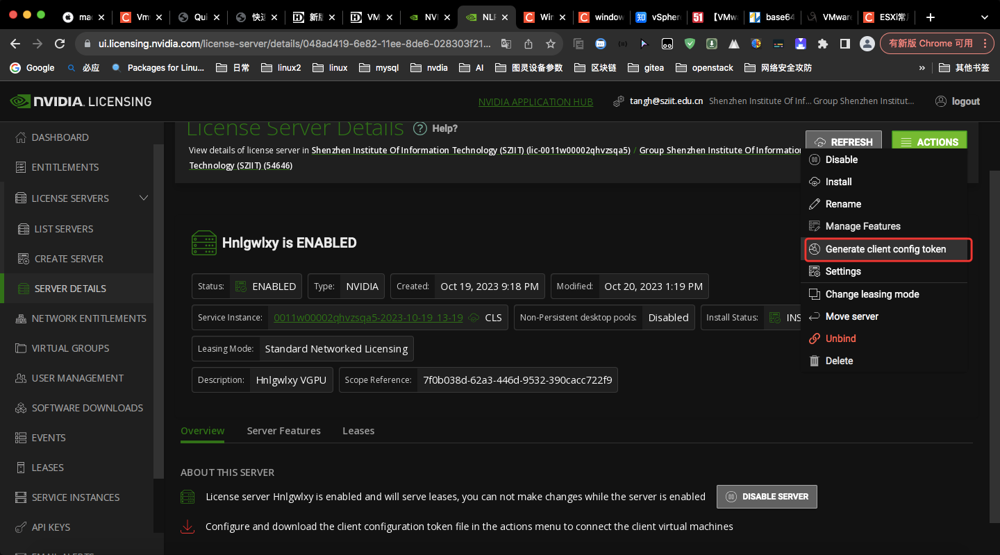 mac
Vm
Qui
快速
新版
VM
NVI
NLP
Win
window
vSphere
【VMwa
base64
VMware
ESXi常
ui.licensing.nvidia.com/license-server/details/048ad419-6e82-11ee-8de6-028303f21...
有新版 Chrome 可用
Google
必应
Packages for Linu...
日常
linux2
linux
mysql
nvdia
AI
图灵设备参数
区块链
gitea
openstack
网络安全攻防
»
其他书签
NVIDIA. LICENSING
NVIDIA APPLICATION HUB
tangh@sziit.edu.cn
Shenzhen Institute Of Inf... Group Shenzhen Institut...
logout
DASHBOARD
ENTITLEMENTS
LICENSE SERVERS
LIST SERVERS
CREATE SERVER
SERVER DETAILS
NETWORK ENTITLEMENTS
VIRTUAL GROUPS
USER MANAGEMENT
SOFTWARE DOWNLOADS
EVENTS
LEASES
SERVICE INSTANCES
API KEYS
EMAIL ALERTS
License Server Details
Help?
View details of license server in Shenzhen Institute Of Information Technology (SZIIT) (lic-0011w00002qhvzsqa5) / Group Shenzhen Institute Of Information
Technology (SZIIT) (54646)
REFRESH
ACTIONS
Disable
Install
Rename
Manage Features
Generate client config token
Settings
Change leasing mode
Move server
Unbind
Delete
Hnlgwlxy is ENABLED
Status: ENABLED
Type: NVIDIA
Created: Oct 19, 2023 9:18 PM
Modified: Oct 20, 2023 1:19 PM
Service Instance: 0011w00002qhvzsqa5-2023-10-19_13-19 CLS
Non-Persistent desktop pools: Disabled
Install Status: INS
Leasing Mode: Standard Networked Licensing
Description: Hnlgwlxy VGPU
Scope Reference: 7f0b038d-62a3-446d-9532-390cacc722f9
Overview
Server Features
Leases
ABOUT THIS SERVER
License server Hnlgwlxy is enabled and will serve leases, you can not make changes while the server is enabled
DISABLE SERVER
Configure and download the client configuration token file in the actions menu to connect the client virtual machines